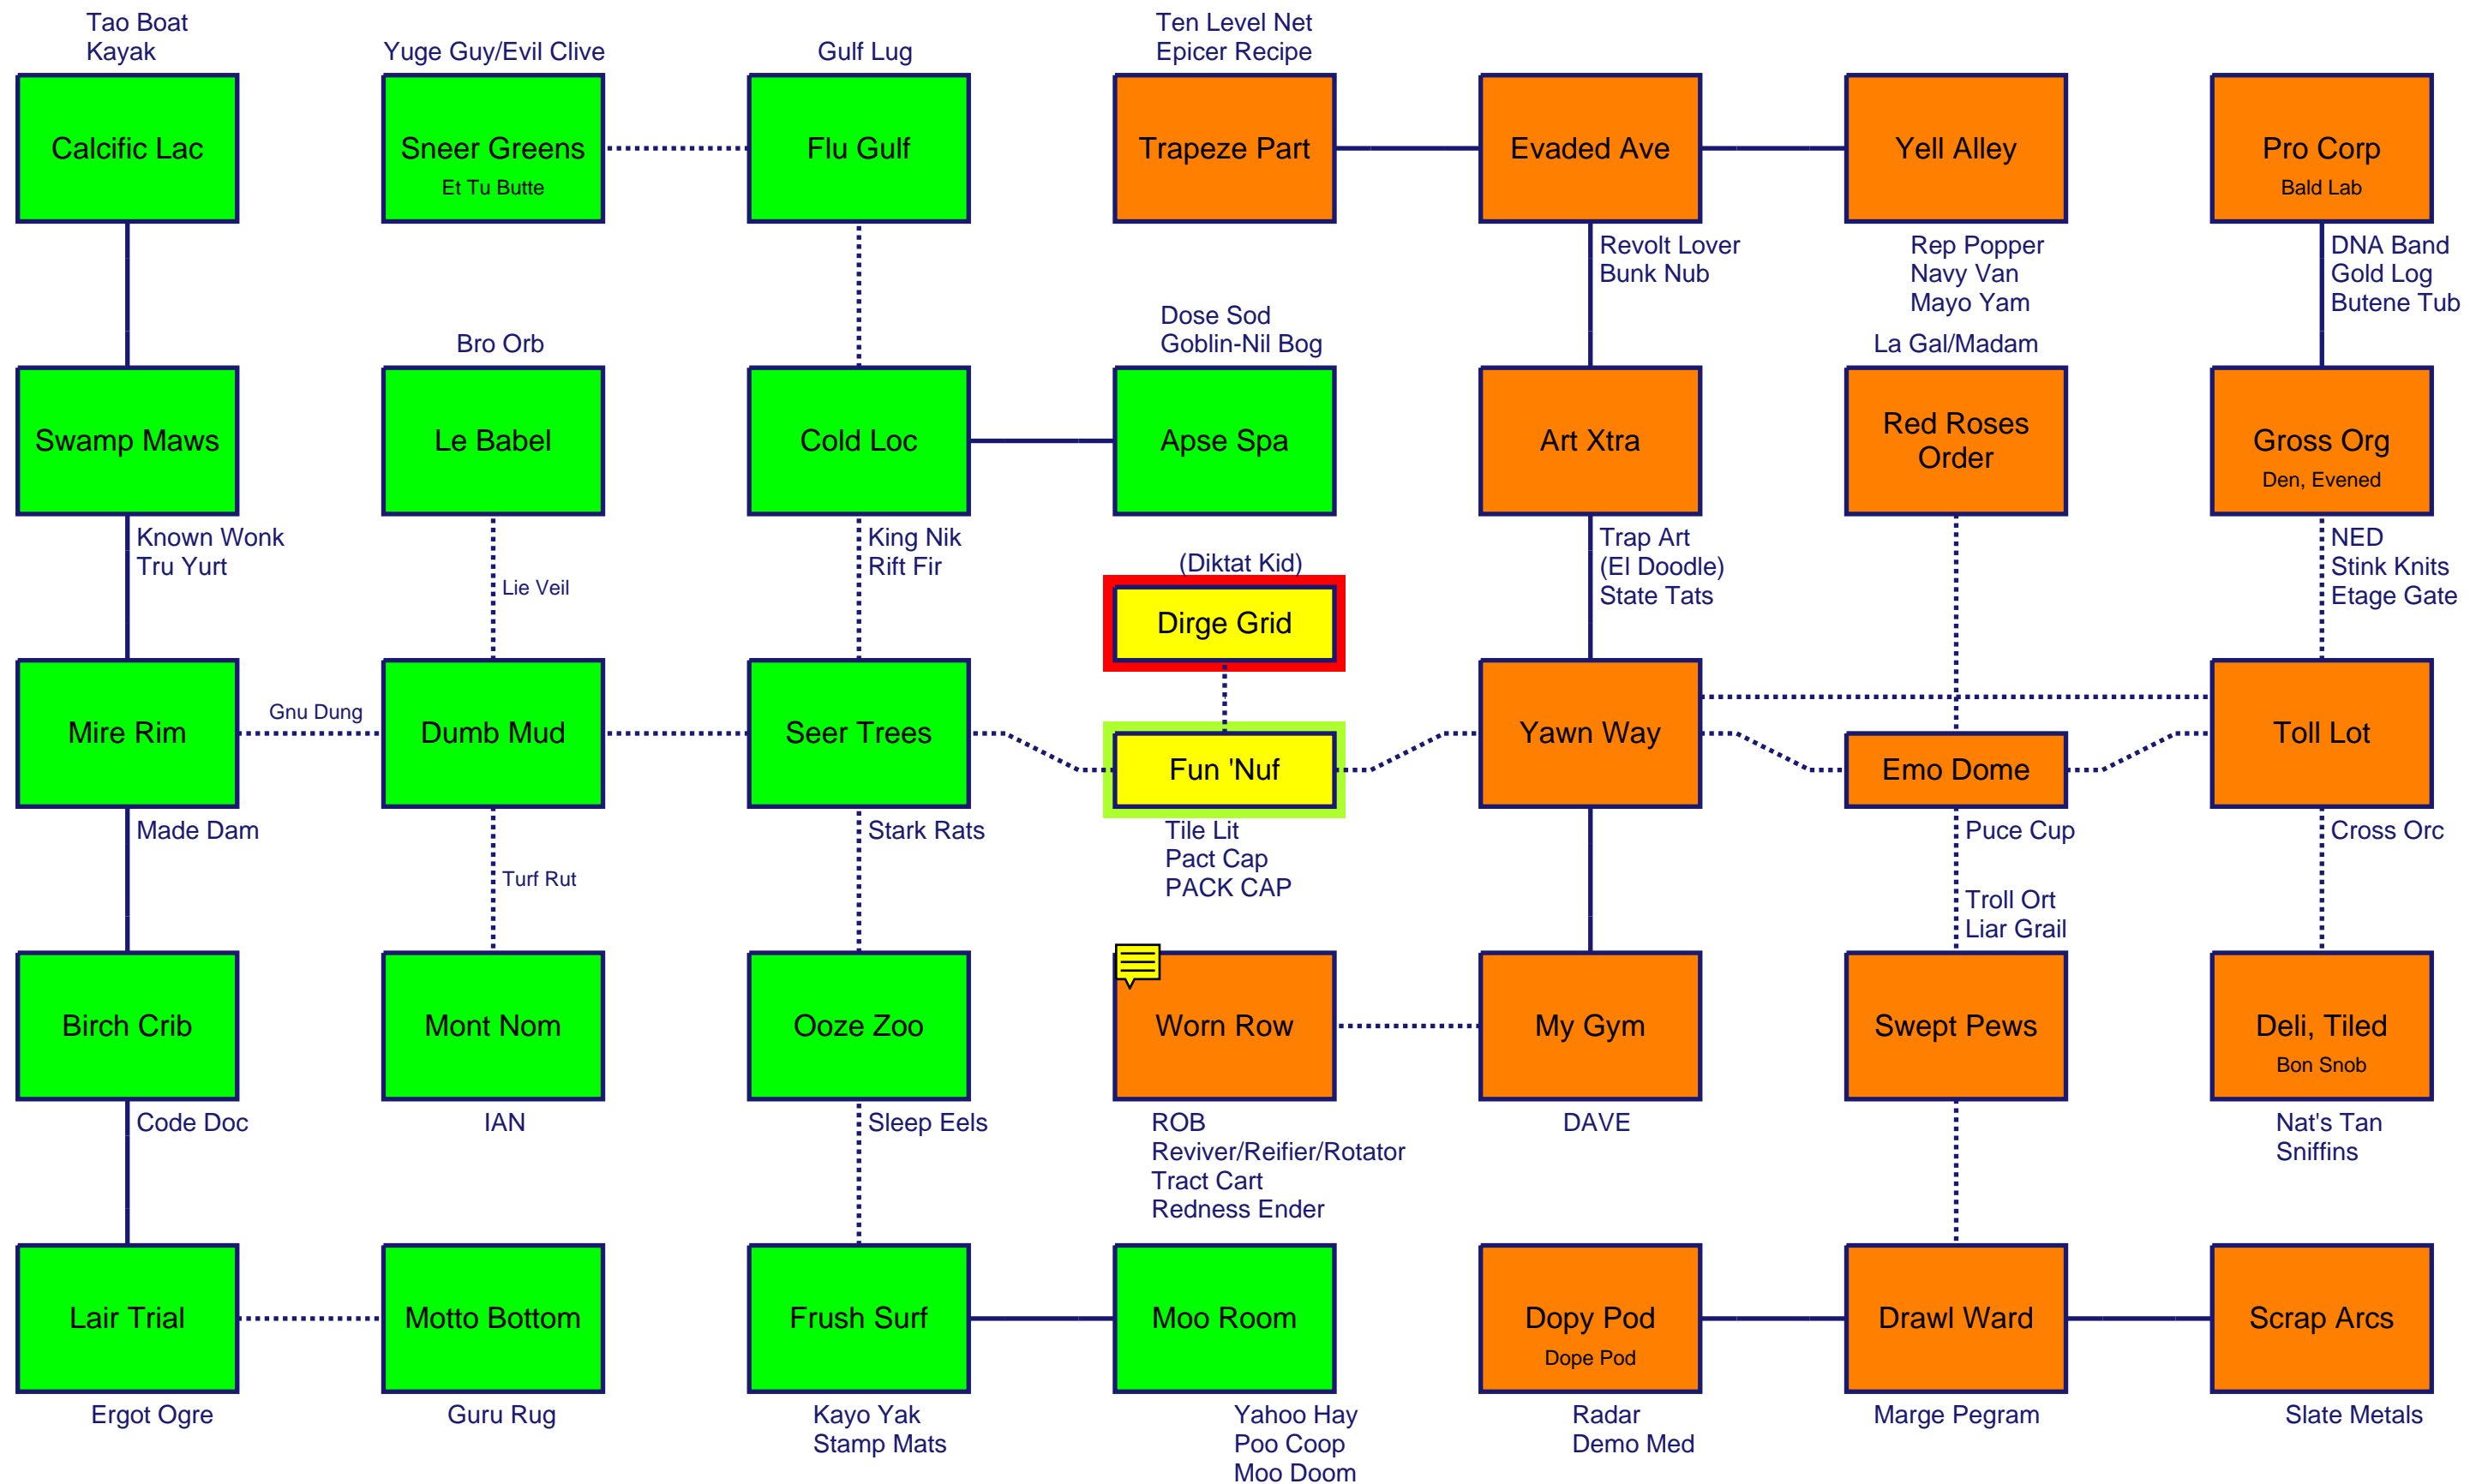 Tao Boat
Kayak
Yuge Guy/Evil Clive
Gulf Lug
Ten Level Net
Epicer Recipe
Calcific Lac
Sneer Greens
Et Tu Butte
Flu Gulf
Trapeze Part
Evaded Ave
Yell Alley
Pro Corp
Bald Lab
Revolt Lover
Bunk Nub
Rep Popper
Navy Van
Mayo Yam
DNA Band
Gold Log
Butene Tub
Bro Orb
Dose Sod
Goblin-Nil Bog
La Gal/Madam
Swamp Maws
Le Babel
Cold Loc
Apse Spa
Art Xtra
Red Roses
Order
Gross Org
Den, Evened
Known Wonk
Tru Yurt
Lie Veil
King Nik
Rift Fir
(Diktat Kid)
Dirge Grid
Trap Art
(El Doodle)
State Tats
NED
Stink Knits
Etage Gate
Mire Rim
Gnu Dung
Dumb Mud
Seer Trees
Fun 'Nuf
Yawn Way
Emo Dome
Toll Lot
Made Dam
Turf Rut
Stark Rats
Tile Lit
Pact Cap
PACK CAP
Puce Cup
Troll Ort
Liar Grail
Cross Orc
Birch Crib
Mont Nom
Ooze Zoo
Worn Row
My Gym
Swept Pews
Deli, Tiled
Bon Snob
Code Doc
IAN
Sleep Eels
ROB
Reviver/Reifier/Rotator
Tract Cart
Redness Ender
DAVE
Nat's Tan
Sniffins
Lair Trial
Motto Bottom
Frush Surf
Moo Room
Dopy Pod
Dope Pod
Drawl Ward
Scrap Arcs
Ergot Ogre
Guru Rug
Kayo Yak
Stamp Mats
Yahoo Hay
Poo Coop
Moo Doom
Radar
Demo Med
Marge Pegram
Slate Metals